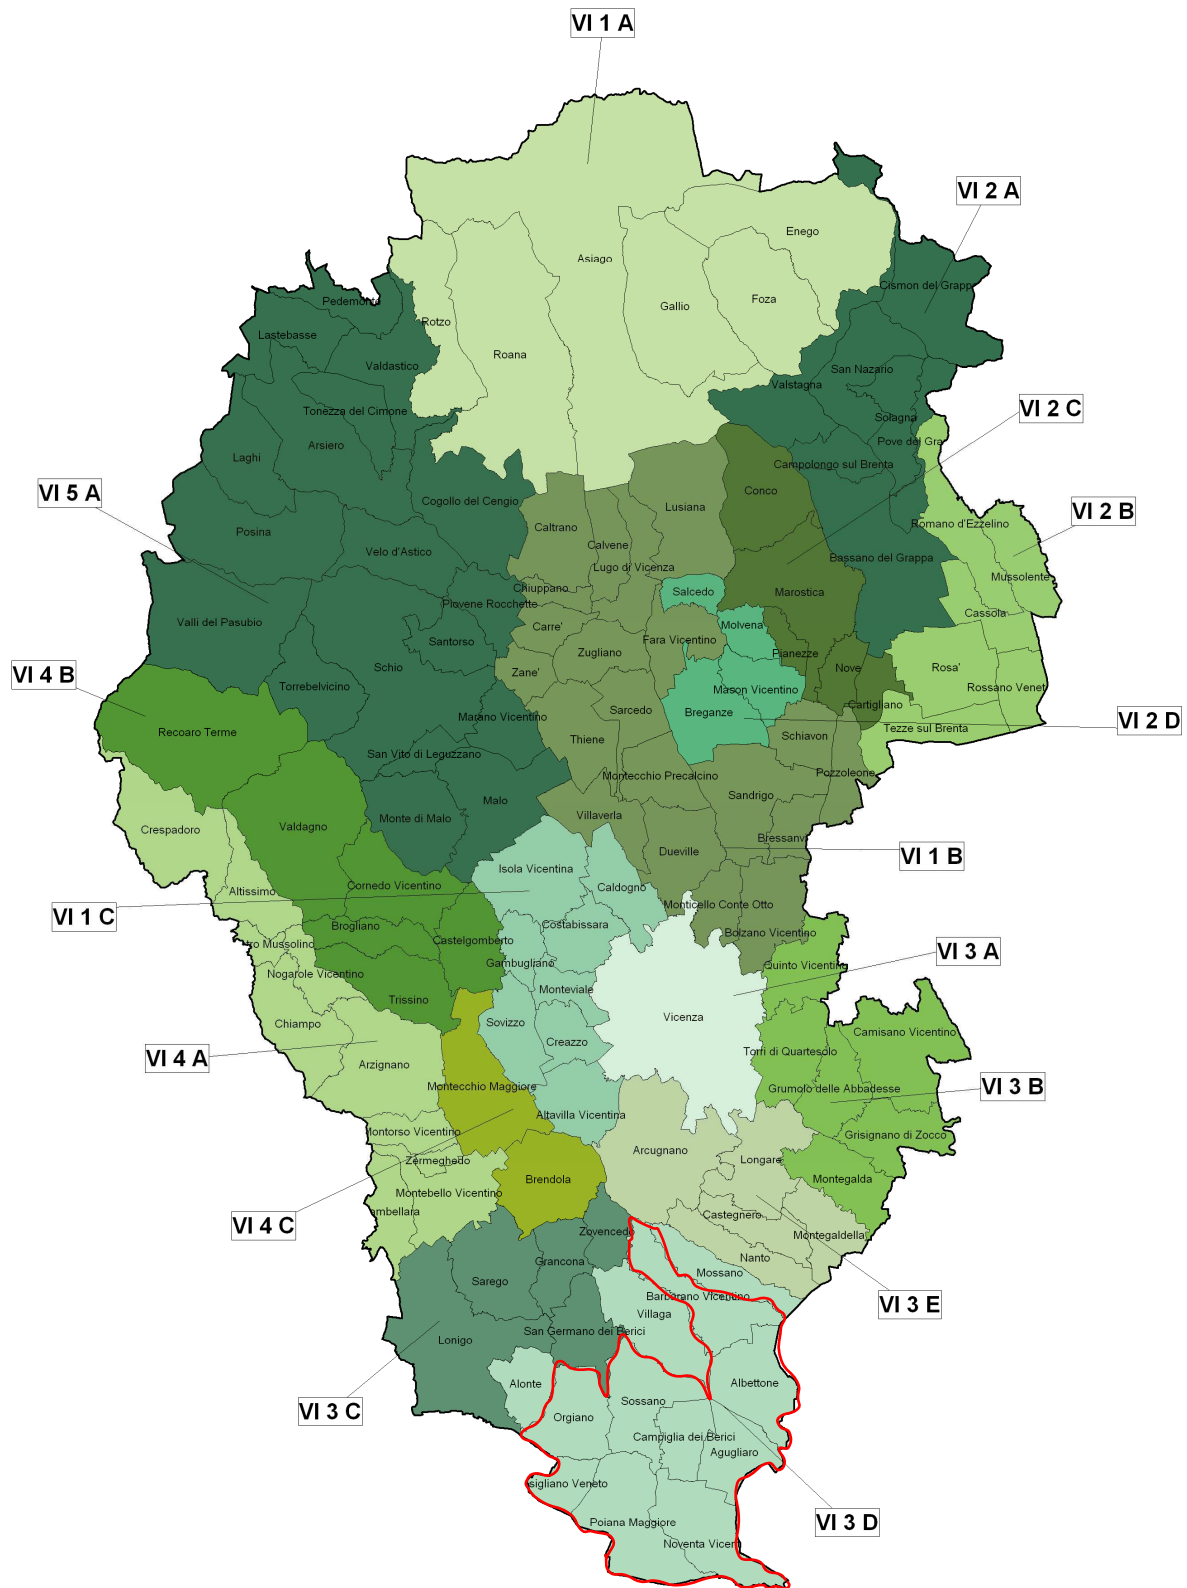 VI 1 A
VI 2 A
Enego
Asiago
Cismon del Grapp
Pedemonte
Foza
Gallio
Rotzo
Lastebasse
Roana
Valdastico
San Nazario
Valstagna
VI 2 C
Tonezza del Cimone
Solagna
Arsiero
Pove del Gra
Laghi
Campolongo sul Brenta
VI 5 A
Conco
Cogollo del Cengio
Lusiana
VI 2 B
Romano d'Ezzelino
Caltrano
Posina
Calvene
Velo d'Astico
Bassano del Grappa
Lugo di Vicenza
Mussolente
Chiuppano
Salcedo
Marostica
Piovene Rocchette
Cassola
Valli del Pasubio
Carre'
Molvena
Santorso
Fara Vicentino
Zugliano
Pianezze
VI 4 B
Schio
Nove
Rosa'
Zane'
Torrebelvicino
Mason Vicentino
Rossano Venet
Cartigliano
Sarcedo
Breganze
Marano Vicentino
VI 2 D
Tezze sul Brenta
Recoaro Terme
Schiavon
Thiene
San Vito di Leguzzano
Pozzoleone
Montecchio Precalcino
Sandrigo
Malo
Villaverla
Monte di Malo
Valdagno
Crespadoro
Bressanv
Dueville
VI 1 B
Isola Vicentina
Cornedo Vicentino
Caldogno
Altissimo
Monticello Conte Otto
VI 1 C
Costabissara
Brogliano
Bolzano Vicentino
Castelgomberto
tro Mussolino
VI 3 A
Gambugliano
Quinto Vicentino
Nogarole Vicentino
Monteviale
Trissino
Vicenza
Sovizzo
Chiampo
Camisano Vicentino
Creazzo
Torri di Quartesolo
VI 4 A
Arzignano
Montecchio Maggiore
Grumolo delle Abbadesse
VI 3 B
Altavilla Vicentina
Montorso Vicentino
Grisignano di Zocco
Arcugnano
Zermeghedo
Longare
Brendola
Montegalda
Montebello Vicentino
ambellara
Castegnero
VI 4 C
Zovencedo
Montegaldella
Nanto
Grancona
Mossano
Sarego
Barbarano Vicentino
VI 3 E
Villaga
San Germano dei Berici
Lonigo
Alonte
Albettone
Sossano
VI 3 C
Orgiano
Campiglia dei Berici
Agugliaro
sigliano Veneto
Poiana Maggiore
VI 3 D
Noventa Vicen